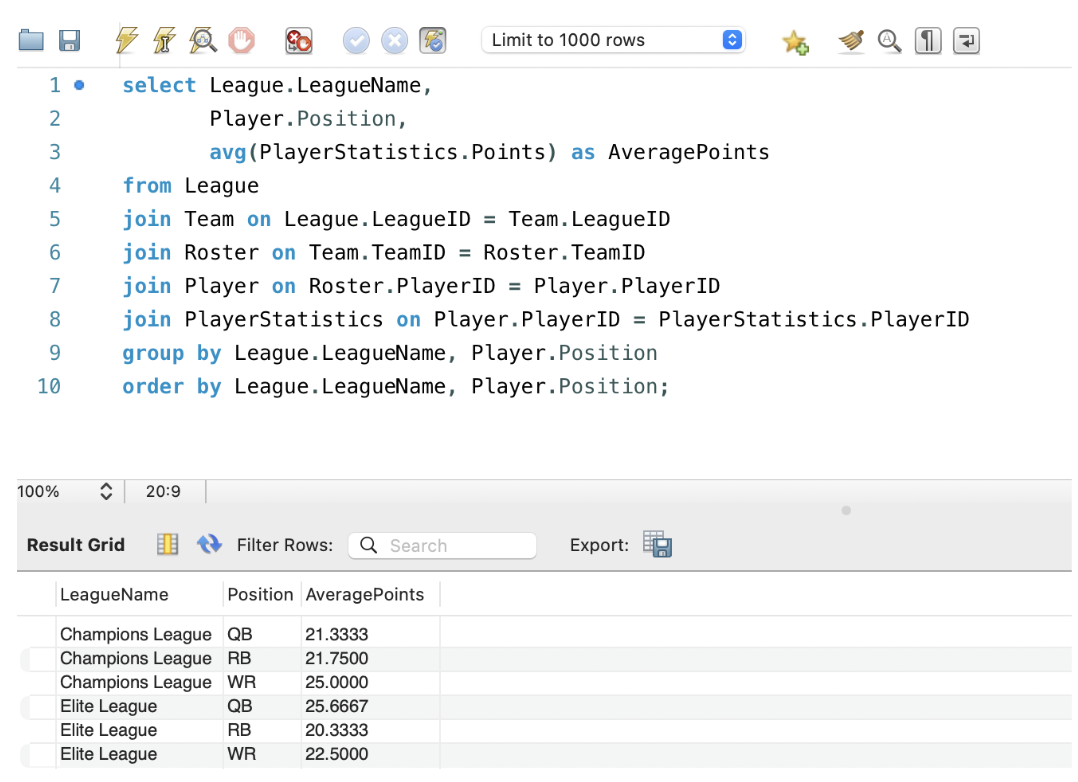 Limit to 1000 rows
1 select League.LeagueName,
2 Player.Position,
3 avg(PlayerStatistics.Points) as AveragePoints
4 from League
5 join Team on League.LeagueID = Team.LeagueID
6 join Roster on Team.TeamID = Roster.TeamID
7 join Player on Roster.PlayerID = Player.PlayerID
8 join PlayerStatistics on Player.PlayerID = PlayerStatistics.PlayerID
9 group by League.LeagueName, Player.Position
10 order by League.LeagueName, Player.Position;
100% 20:9
Result Grid Filter Rows: Search Export:
LeagueName Position AveragePoints
Champions League QB 21.3333
Champions League RB 21.7500
Champions League WR 25.0000
Elite League QB 25.6667
Elite League RB 20.3333
Elite League WR 22.5000